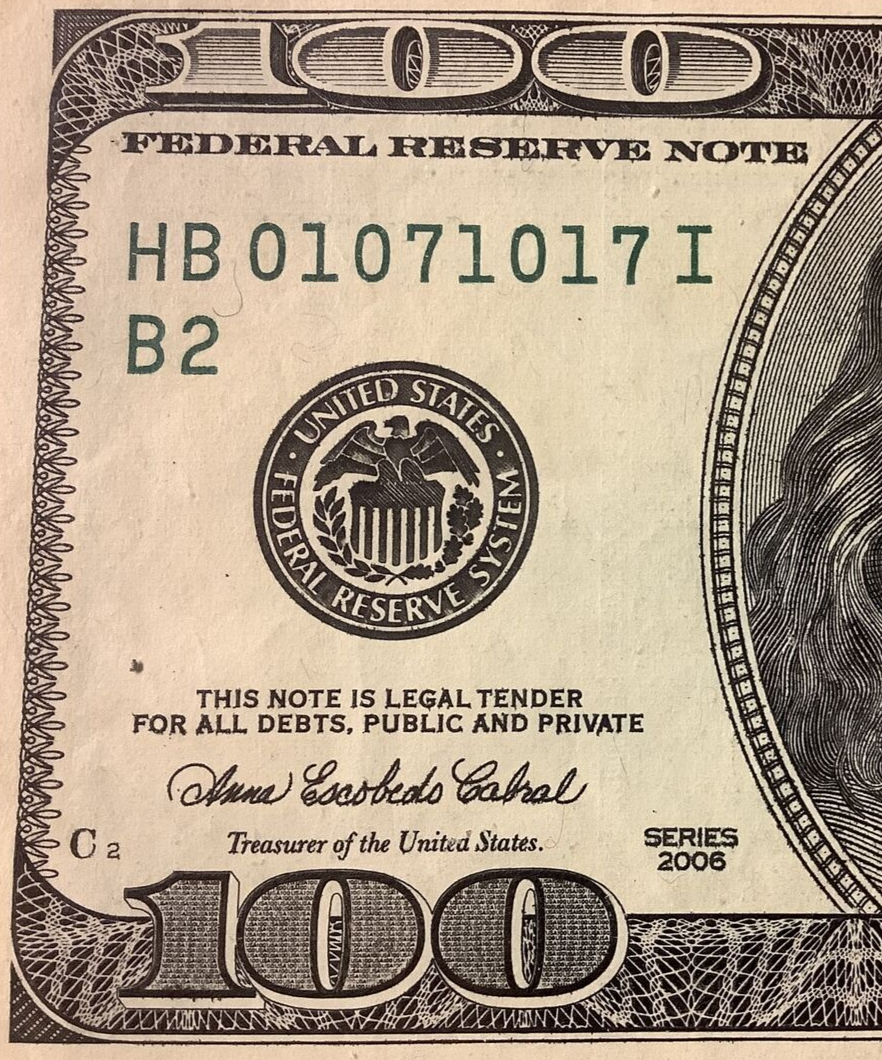 100
FEDERAL RESERVE NOTE
HB 01071017 I
B2
UNITED STATES
FEDERAL RESERVE SYSTEM
THIS NOTE IS LEGAL TENDER
FOR ALL DEBTS, PUBLIC AND PRIVATE
Anna Escobedo Cabral
C 2
Treasurer of the United States.
SERIES
2006
100